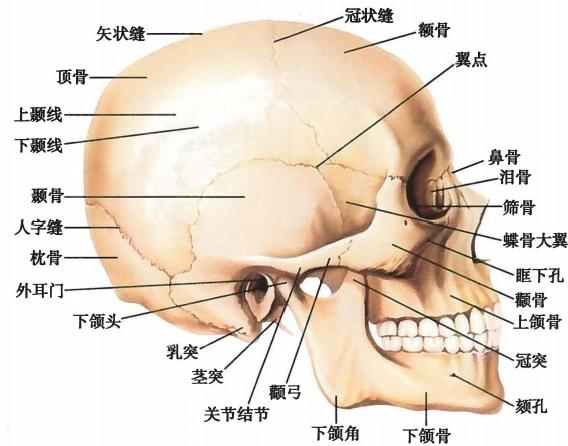 冠状缝
矢状缝
额骨
翼点
顶骨
上颞线
下颞线
鼻骨
泪骨
颞骨
筛骨
人字缝
蝶骨大翼
枕骨
眶下孔
外耳门
颧骨
下颌头
上颌骨
乳突
冠突
茎突
颧弓
关节结节
颏孔
下颌角
下颌骨